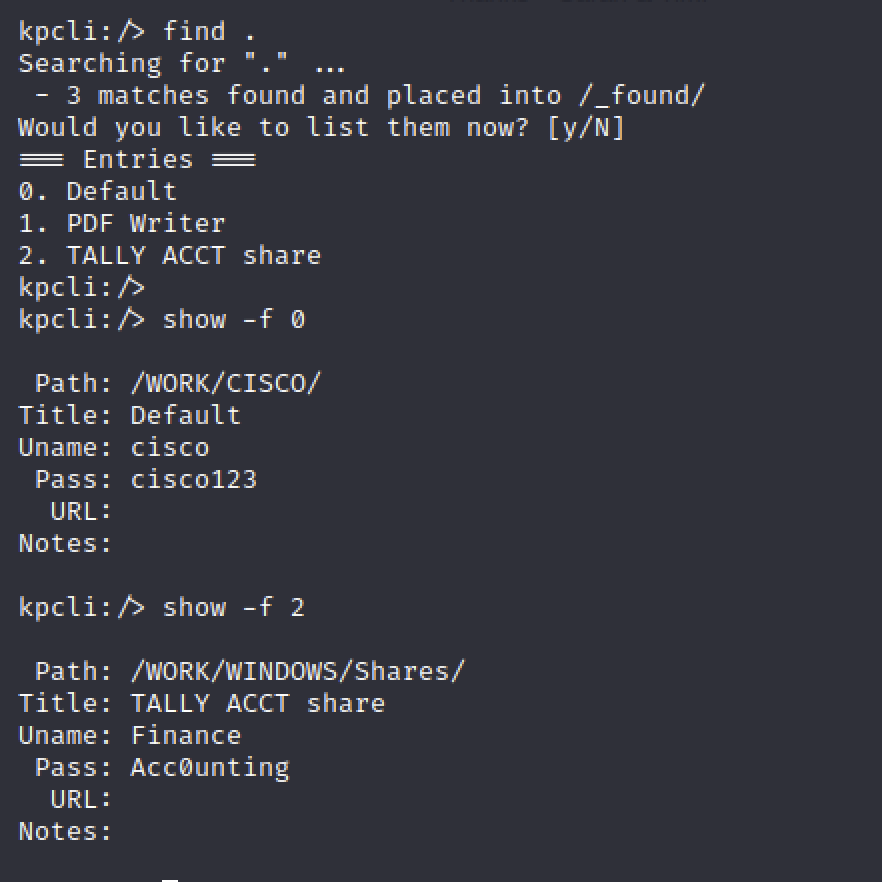 kpcli:/> find .
Searching for "." ...
 - 3 matches found and placed into /_found/
Would you like to list them now? [y/N]
=== Entries ===
0. Default
1. PDF Writer
2. TALLY ACCT share
kpcli:/>
kpcli:/> show -f 0

 Path: /WORK/CISCO/
Title: Default
Uname: cisco
 Pass: cisco123
  URL:
Notes:

kpcli:/> show -f 2

 Path: /WORK/WINDOWS/Shares/
Title: TALLY ACCT share
Uname: Finance
 Pass: Acc0unting
  URL:
Notes: